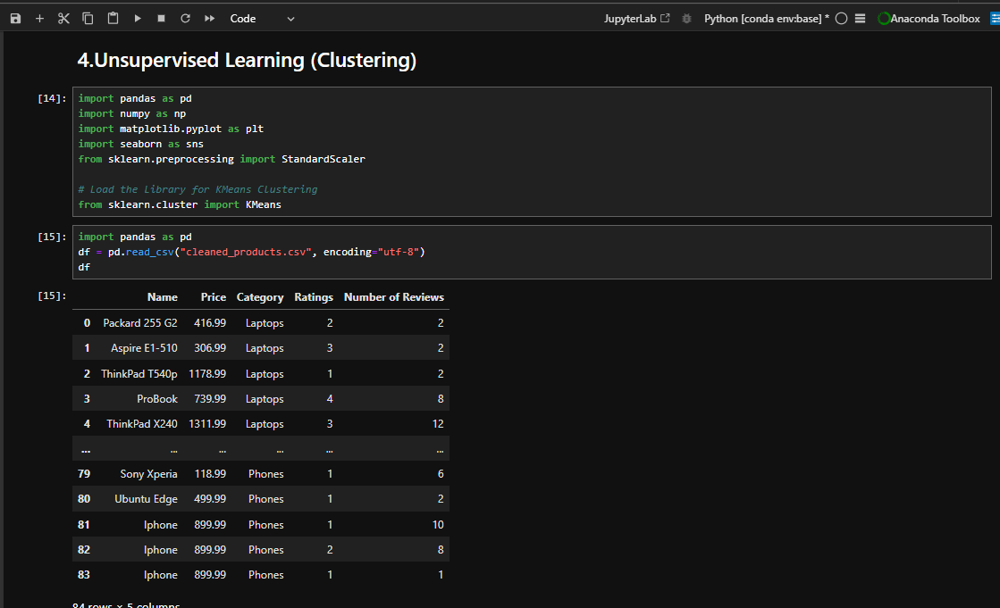 Code
JupyterLab
Python [conda env:base] *
Anaconda Toolbox
4.Unsupervised Learning (Clustering)
[14]:
import pandas as pd
import numpy as np
import matplotlib.pyplot as plt
import seaborn as sns
from sklearn.preprocessing import StandardScaler
# Load the Library for KMeans Clustering
from sklearn.cluster import KMeans
[15]:
import pandas as pd
df = pd.read_csv("cleaned_products.csv", encoding="utf-8")
df
[15]:
Name Price Category Ratings Number of Reviews
0 Packard 255 G2 416.99 Laptops 2 2
1 Aspire E1-510 306.99 Laptops 3 2
2 ThinkPad T540p 1178.99 Laptops 1 2
3 ProBook 739.99 Laptops 4 8
4 ThinkPad X240 1311.99 Laptops 3 12
... ... ... ... ... ...
79 Sony Xperia 118.99 Phones 1 6
80 Ubuntu Edge 499.99 Phones 1 2
81 Iphone 899.99 Phones 1 10
82 Iphone 899.99 Phones 2 8
83 Iphone 899.99 Phones 1 1
84 rows × 5 columns